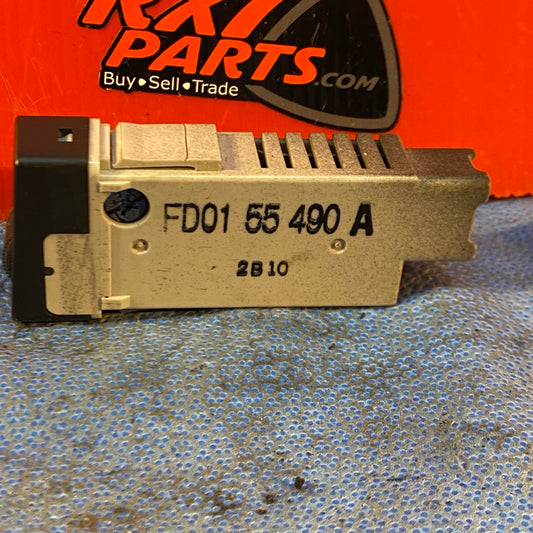 RX7
PARTS.COM
Buy • Sell • Trade
FD01 55 490 A
2B10